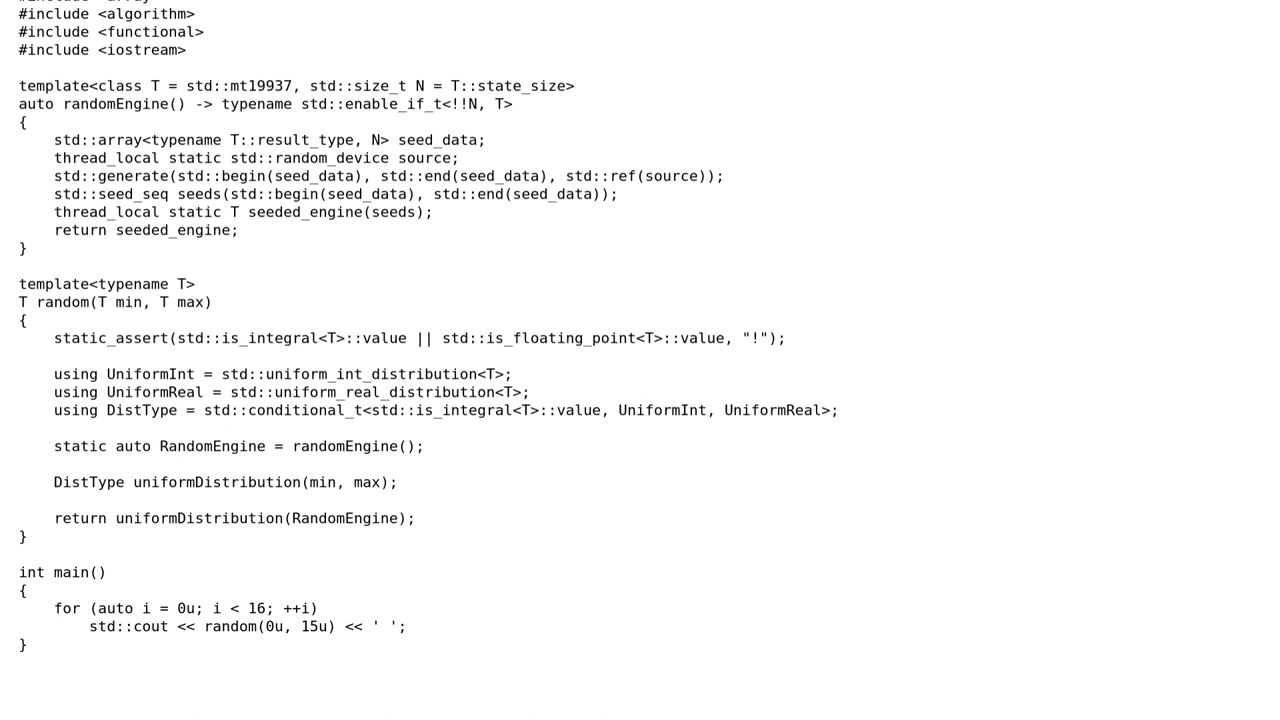 #include <algorithm>
#include <functional>
#include <iostream>

template<class T = std::mt19937, std::size_t N = T::state_size>
auto randomEngine() -> typename std::enable_if_t<!!N, T>
{
    std::array<typename T::result_type, N> seed_data;
    thread_local static std::random_device source;
    std::generate(std::begin(seed_data), std::end(seed_data), std::ref(source));
    std::seed_seq seeds(std::begin(seed_data), std::end(seed_data));
    thread_local static T seeded_engine(seeds);
    return seeded_engine;
}

template<typename T>
T random(T min, T max)
{
    static_assert(std::is_integral<T>::value || std::is_floating_point<T>::value, "!");

    using UniformInt = std::uniform_int_distribution<T>;
    using UniformReal = std::uniform_real_distribution<T>;
    using DistType = std::conditional_t<std::is_integral<T>::value, UniformInt, UniformReal>;

    static auto RandomEngine = randomEngine();

    DistType uniformDistribution(min, max);

    return uniformDistribution(RandomEngine);
}

int main()
{
    for (auto i = 0u; i < 16; ++i)
        std::cout << random(0u, 15u) << ' ';
}